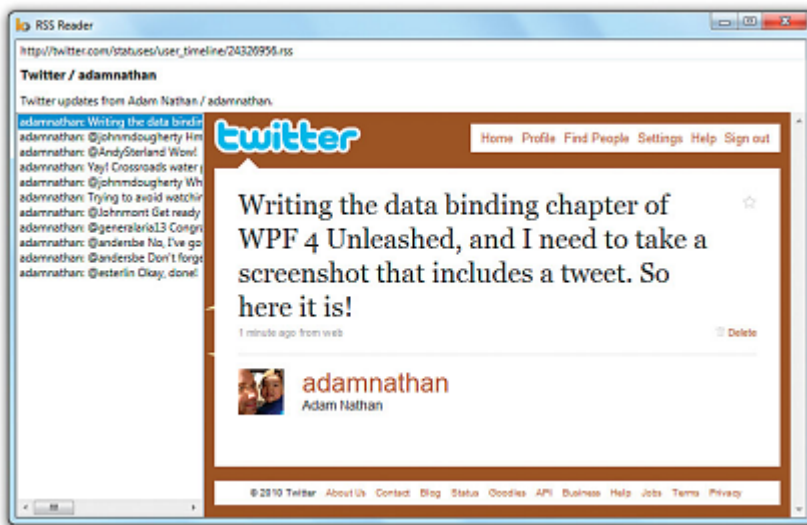 RSS Reader
http://twitter.com/statuses/user_timeline/24326956.rss
Twitter / adamnathan
Twitter updates from Adam Nathan / adamnathan.
adamnathan: Writing the data bindin
adamnathan: @johnmdougherty Hm
adamnathan: @AndySterland Wow!
adamnathan: Yay! Crossroads water
adamnathan: @johnmdougherty Wh
adamnathan: Trying to avoid watchin
adamnathan: @Johnmont Get ready
adamnathan: @generalaria13 Congra
adamnathan: @andersbe No, I've go
adamnathan: @andersbe Don't forge
adamnathan: @esterlin Okay, done!
twitter
Home Profile Find People Settings Help Sign out
Writing the data binding chapter of
WPF 4 Unleashed, and I need to take a
screenshot that includes a tweet. So
here it is!
1 minute ago from web
Delete
adamnathan
Adam Nathan
© 2010 Twitter About Us Contact Blog Status Goodies API Business Help Jobs Terms Privacy